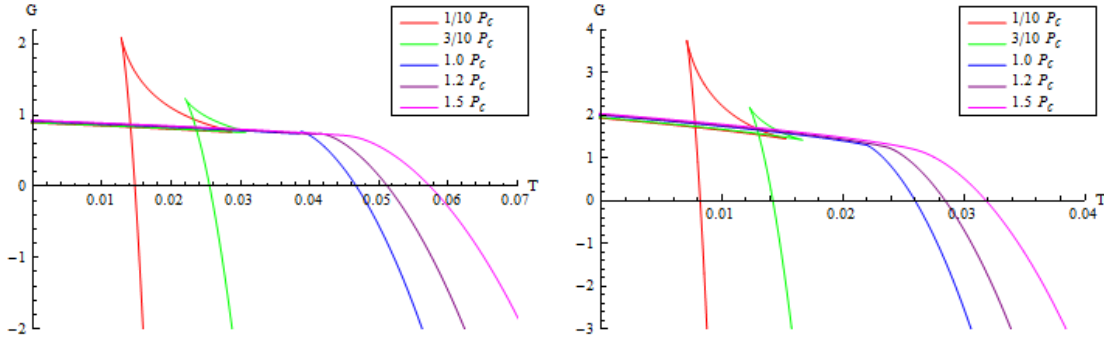 G
1/10 P_C
3/10 P_C
1.0 P_C
1.2 P_C
1.5 P_C
2
1
0
-1
-2
0.01 0.02 0.03 0.04 0.05 0.06 0.07
T
G
1/10 P_C
3/10 P_C
1.0 P_C
1.2 P_C
1.5 P_C
4
3
2
1
0
-1
-2
-3
0.01 0.02 0.03 0.04
T